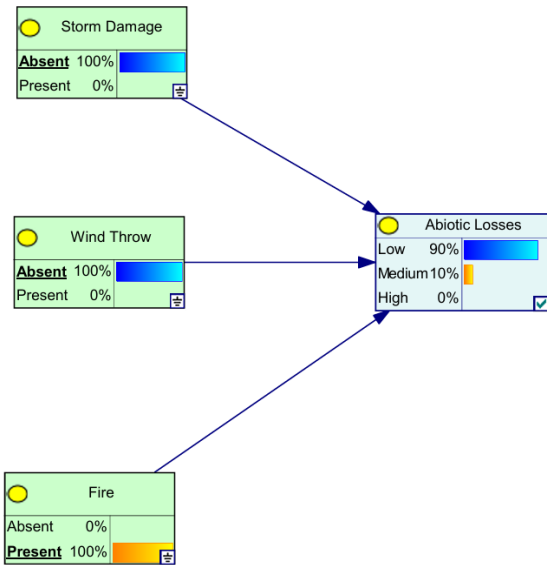 Storm Damage
Absent 100%
Present 0%
Wind Throw
Absent 100%
Present 0%
Abiotic Losses
Low 90%
Medium 10%
High 0%
Fire
Absent 0%
Present 100%